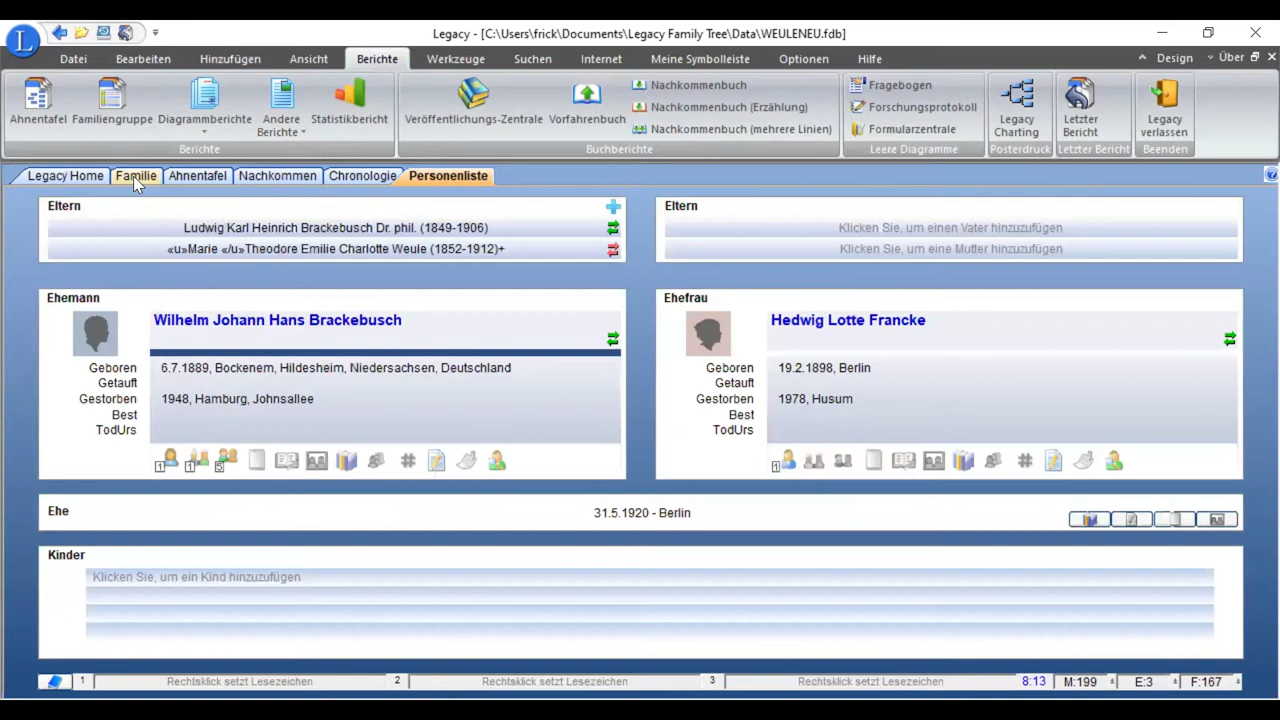 Legacy - [C:\Users\frick\Documents\Legacy Family Tree\Data\WEULENEU.fdb]
L
Datei Bearbeiten Hinzufügen Ansicht Berichte Werkzeuge Suchen Internet Meine Symbolleiste Optionen Hilfe Design Über
Ahnentafel Familiengruppe Diagrammberichte Andere Berichte Statistikbericht
Berichte
Veröffentlichungs-Zentrale Vorfahrenbuch
Nachkommenbuch
Nachkommenbuch (Erzählung)
Nachkommenbuch (mehrere Linien)
Buchberichte
Fragebogen
Forschungsprotokoll
Formularzentrale
Leere Diagramme
Legacy Charting
Posterdruck
Letzter Bericht
Letzter Bericht
Legacy verlassen
Beenden
Legacy Home Familie Ahnentafel Nachkommen Chronologie Personenliste
Eltern
Ludwig Karl Heinrich Brackebusch Dr. phil. (1849-1906)
«u»Marie «/u»Theodore Emilie Charlotte Weule (1852-1912)+
Eltern
Klicken Sie, um einen Vater hinzuzufügen
Klicken Sie, um eine Mutter hinzuzufügen
Ehemann
Wilhelm Johann Hans Brackebusch
Geboren 6.7.1889, Bockenem, Hildesheim, Niedersachsen, Deutschland
Getauft
Gestorben 1948, Hamburg, Johnsallee
Best
TodUrs
1 1 5
Ehefrau
Hedwig Lotte Francke
Geboren 19.2.1898, Berlin
Getauft
Gestorben 1978, Husum
Best
TodUrs
1
Ehe 31.5.1920 - Berlin
Kinder
Klicken Sie, um ein Kind hinzuzufügen
1 Rechtsklick setzt Lesezeichen 2 Rechtsklick setzt Lesezeichen 3 Rechtsklick setzt Lesezeichen 8:13 M:199 E:3 F:167